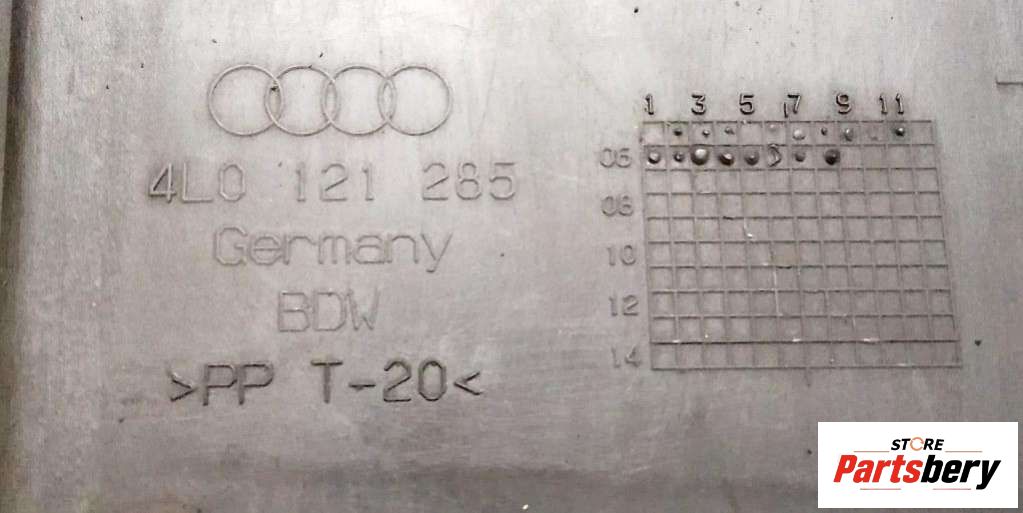 4L0 121 285
Germany
BDW
>PP T-20<
1 3 5 7 9 11
06
08
10
12
14
STORE
Partsbery